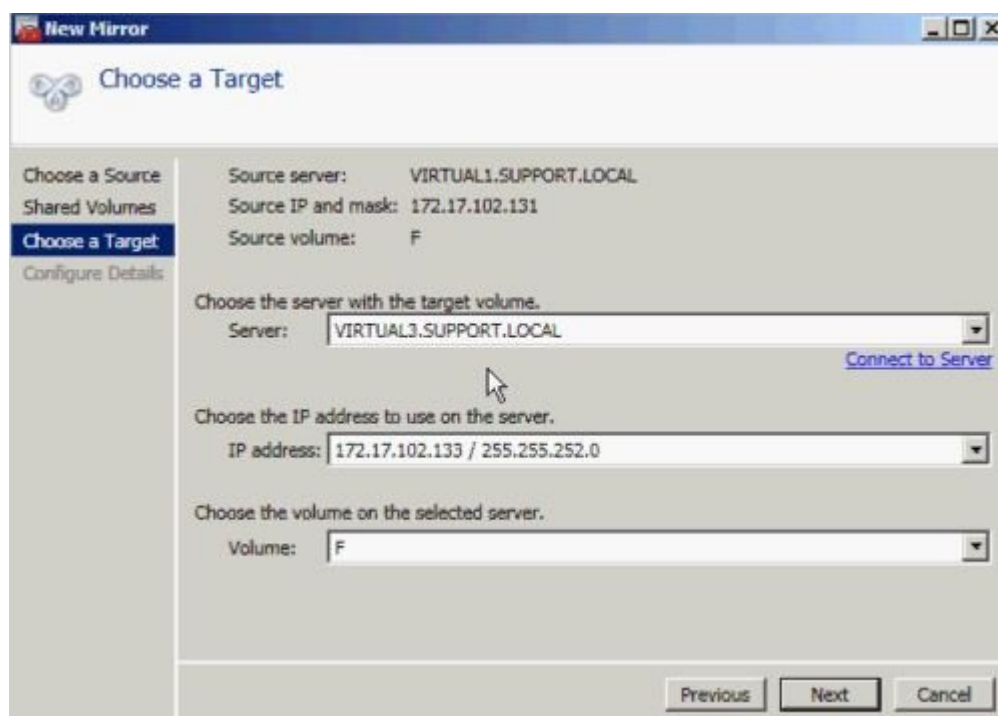 New Mirror
Choose a Target
Choose a Source
Shared Volumes
Choose a Target
Configure Details
Source server: VIRTUAL1.SUPPORT.LOCAL
Source IP and mask: 172.17.102.131
Source volume: F
Choose the server with the target volume.
Server: VIRTUAL3.SUPPORT.LOCAL
Connect to Server
Choose the IP address to use on the server.
IP address: 172.17.102.133 / 255.255.252.0
Choose the volume on the selected server.
Volume: F
Previous Next Cancel